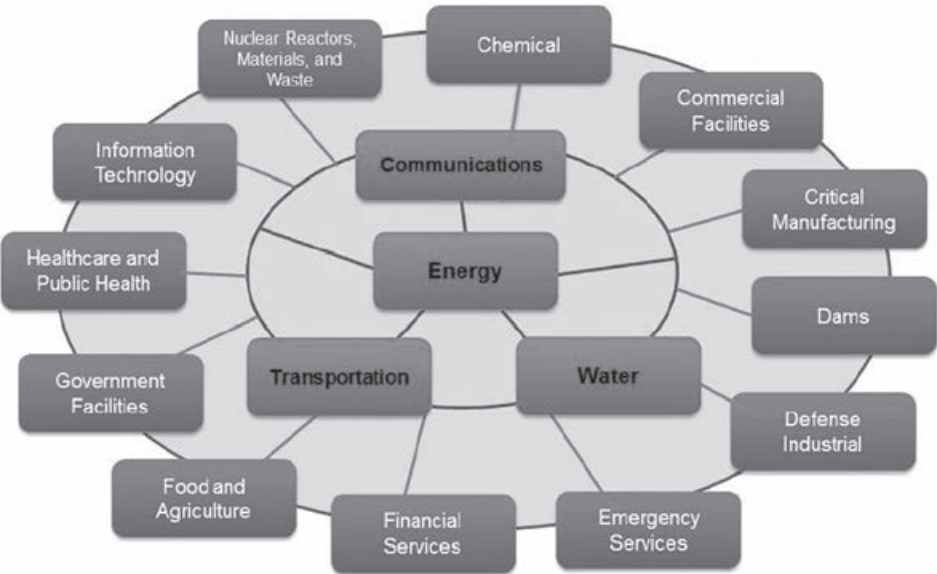 Nuclear Reactors,
Materials, and
Waste
Chemical
Commercial
Facilities
Information
Technology
Communications
Critical
Manufacturing
Healthcare and
Public Health
Energy
Dams
Government
Facilities
Transportation
Water
Defense
Industrial
Food and
Agriculture
Financial
Services
Emergency
Services